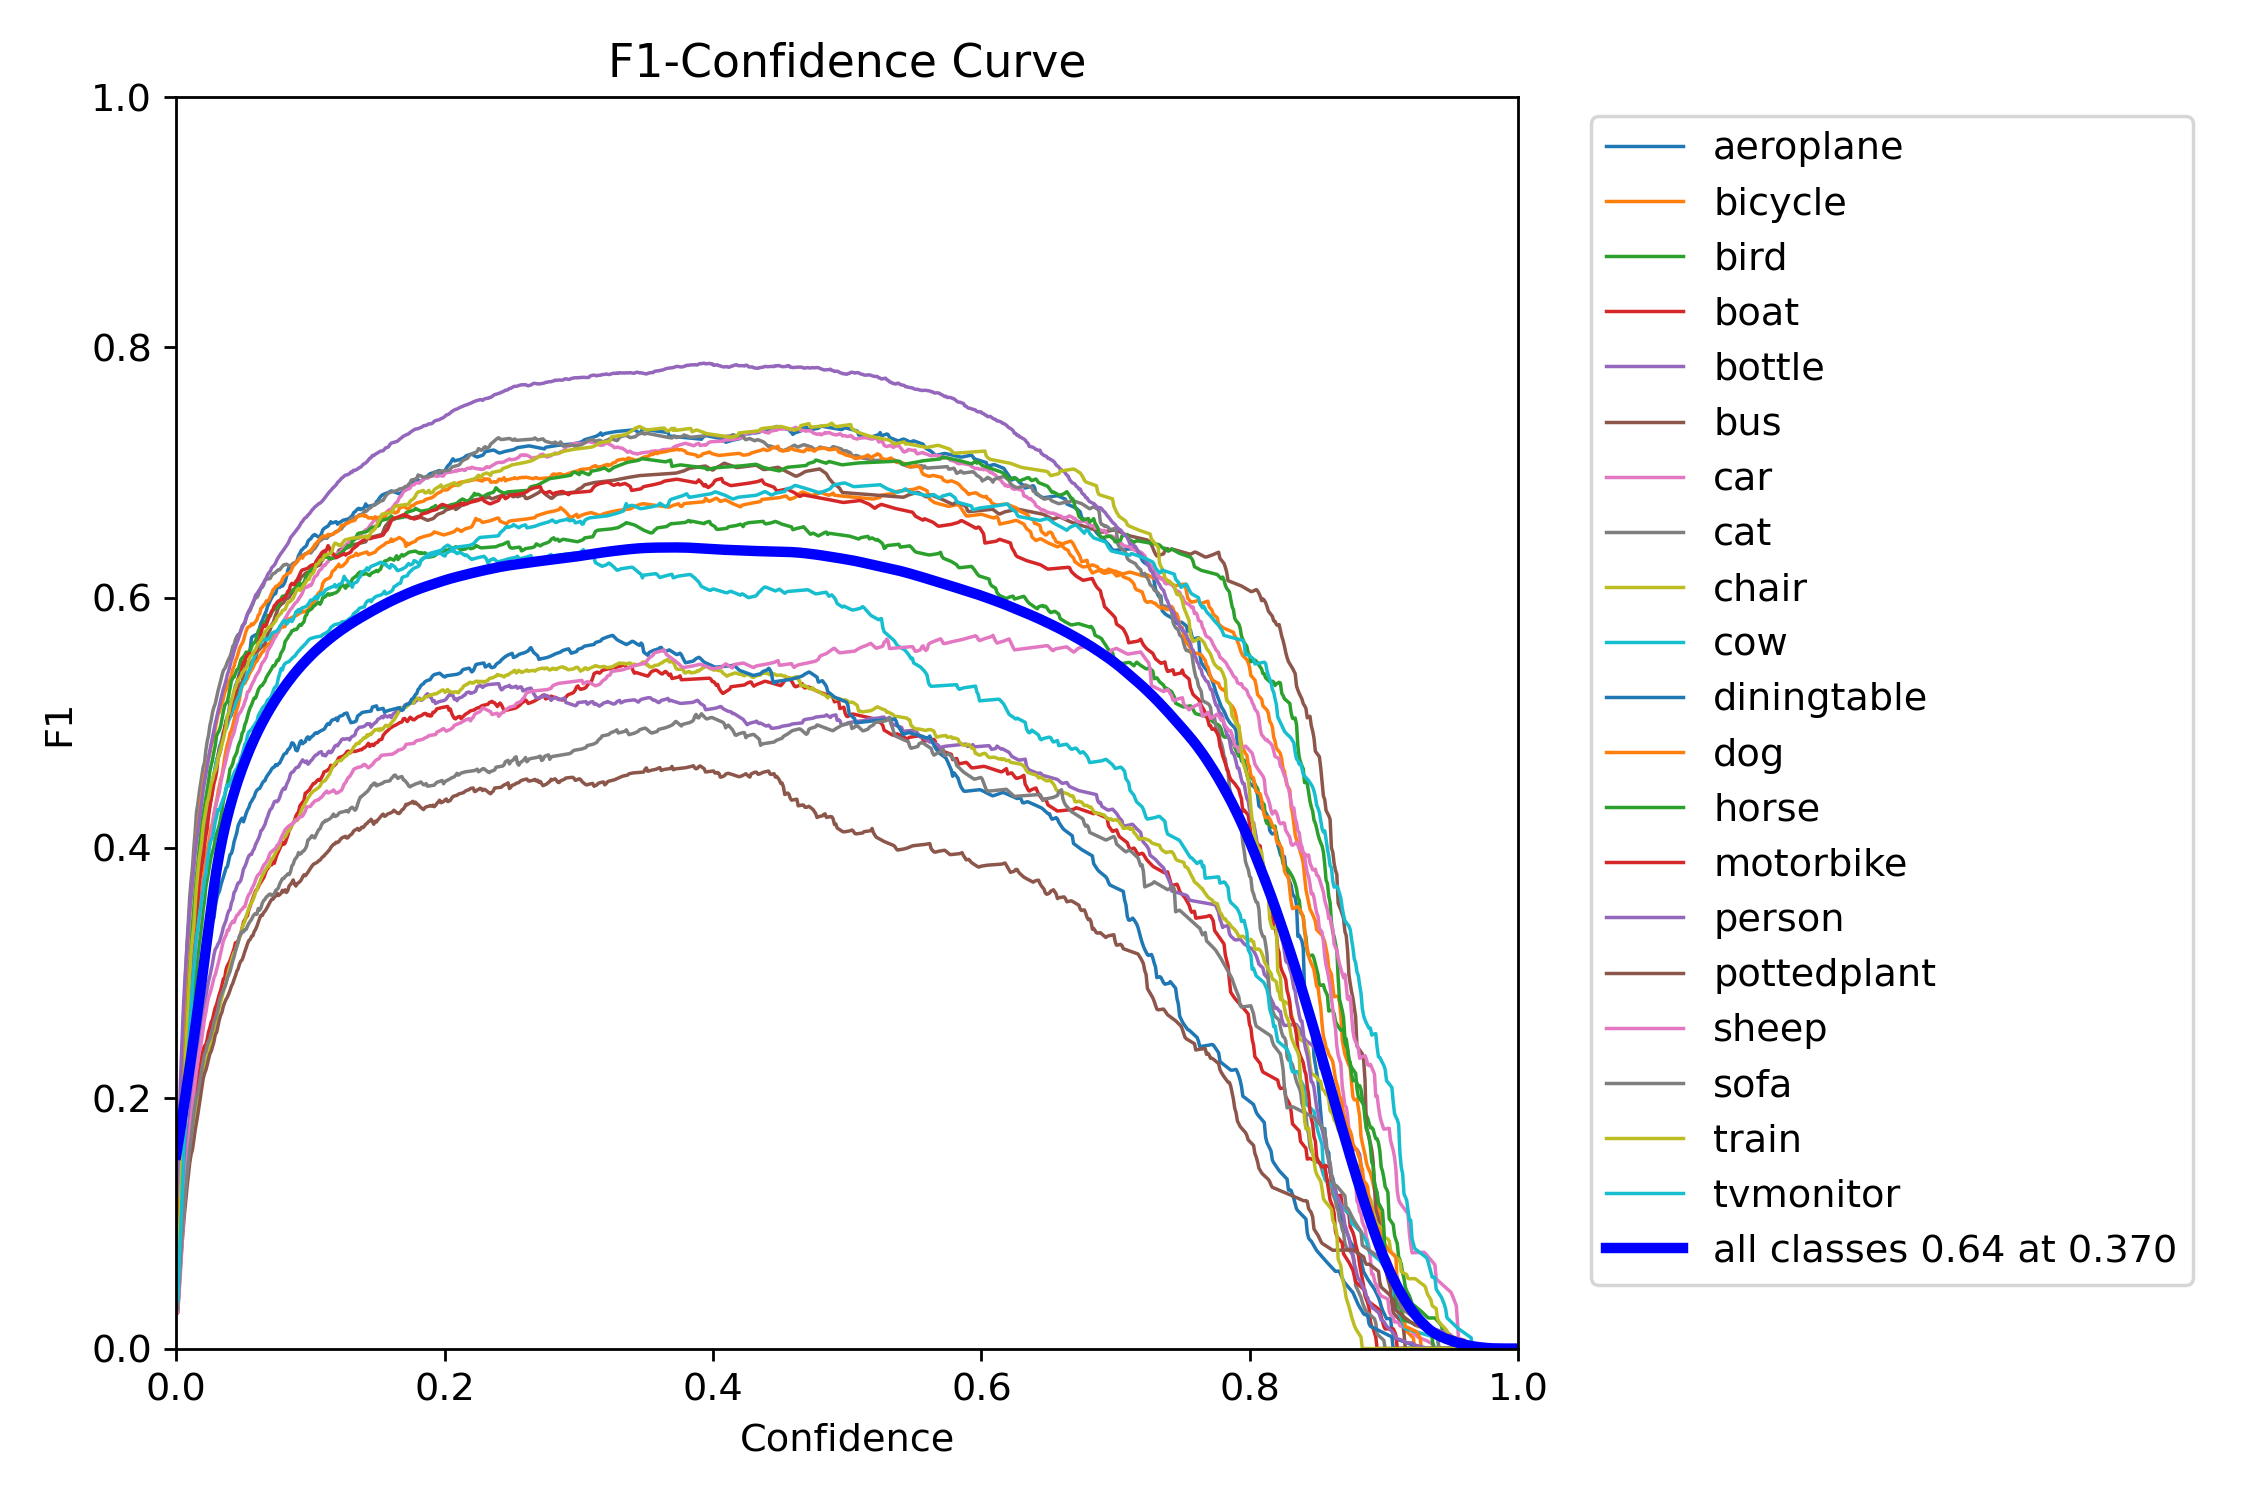 F1-Confidence Curve
1.0
0.8
0.6
0.4
0.2
0.0
F1
0.0 0.2 0.4 0.6 0.8 1.0
Confidence
aeroplane
bicycle
bird
boat
bottle
bus
car
cat
chair
cow
diningtable
dog
horse
motorbike
person
pottedplant
sheep
sofa
train
tvmonitor
all classes 0.64 at 0.370